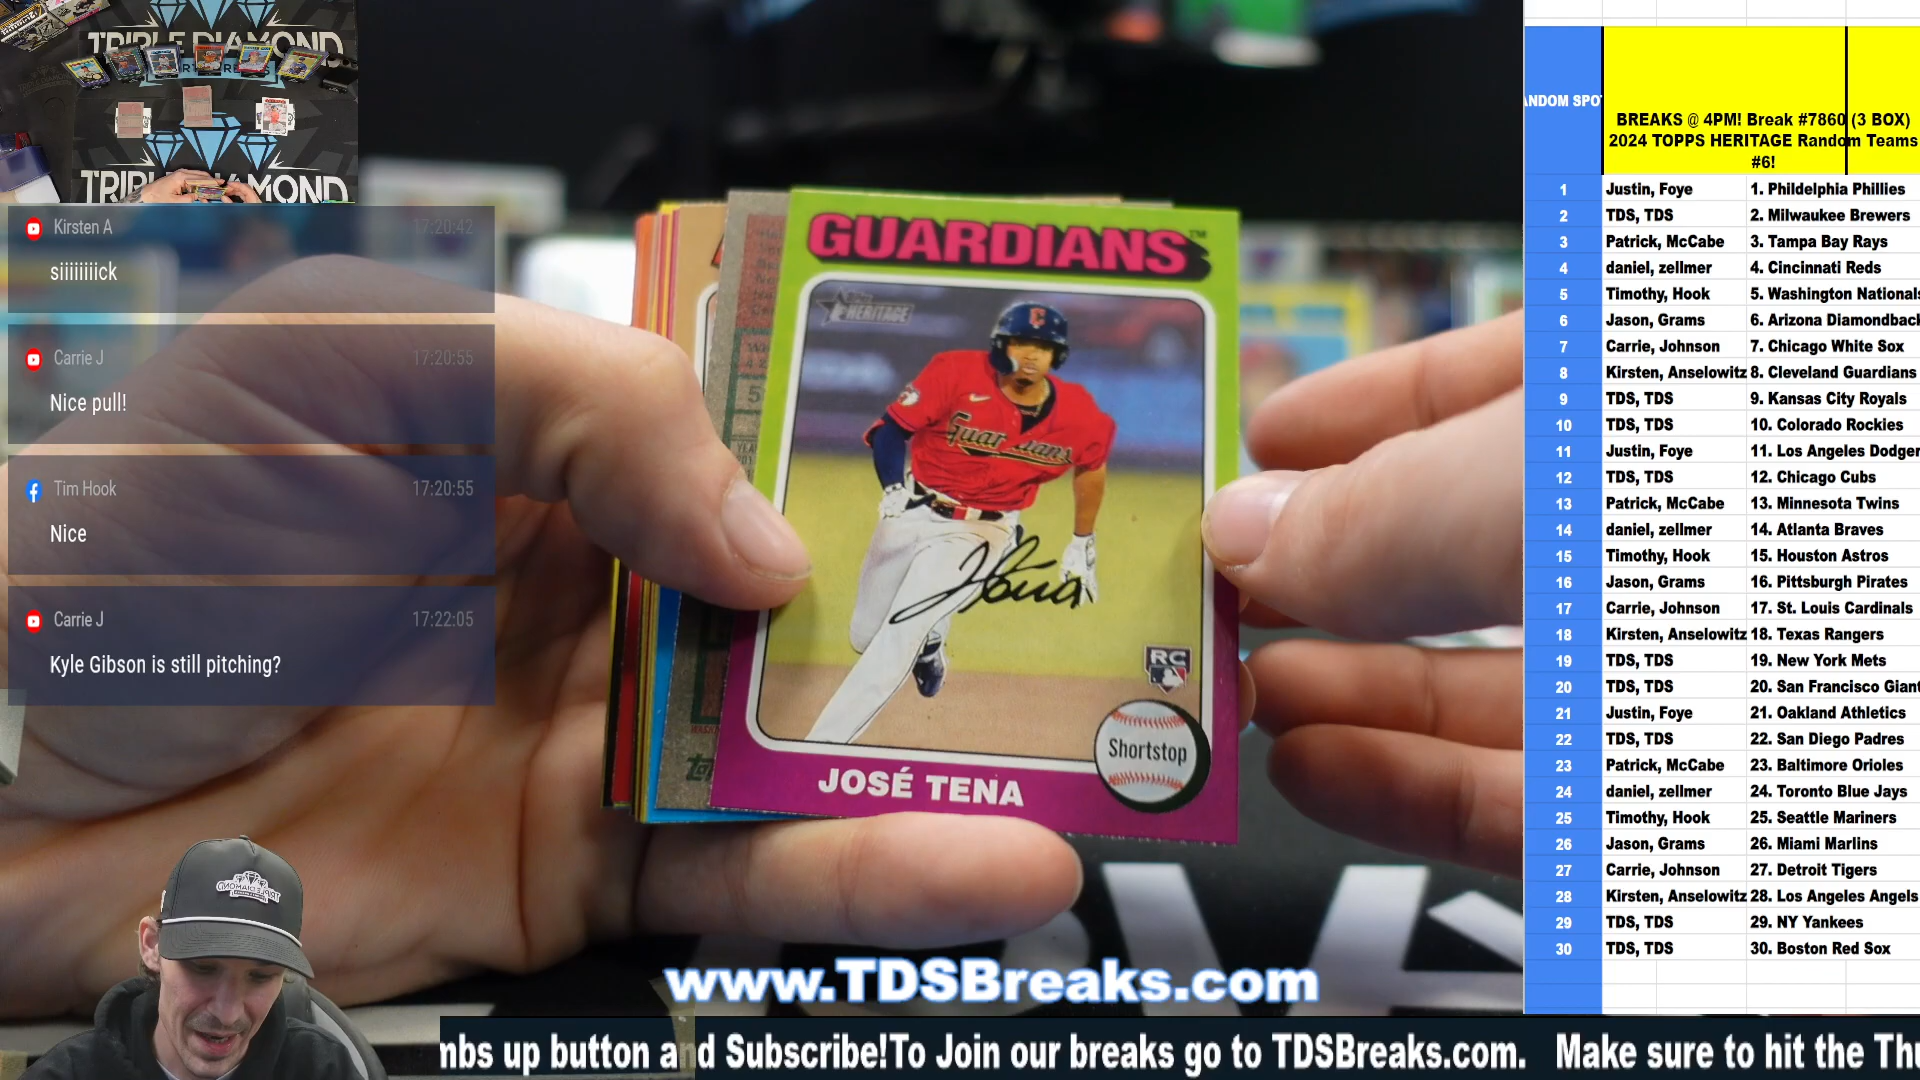 TRIPLE DIAMOND
TRIPLE DIAMOND
Kirsten A 17:20:42
siiiiiiick
Carrie J 17:20:55
Nice pull!
Tim Hook 17:20:55
Nice
Carrie J 17:22:05
Kyle Gibson is still pitching?
GUARDIANS™
Topps
HERITAGE
Guardians
JTena
RC
Shortstop
JOSÉ TENA
www.TDSBreaks.com
mbs up button and Subscribe!To Join our breaks go to TDSBreaks.com. Make sure to hit the Thu
ANDOM SPO
BREAKS @ 4PM! Break #7860 (3 BOX)
2024 TOPPS HERITAGE Random Teams
#6!
1 Justin, Foye 1. Phildelphia Phillies
2 TDS, TDS 2. Milwaukee Brewers
3 Patrick, McCabe 3. Tampa Bay Rays
4 daniel, zellmer 4. Cincinnati Reds
5 Timothy, Hook 5. Washington Nationals
6 Jason, Grams 6. Arizona Diamondback
7 Carrie, Johnson 7. Chicago White Sox
8 Kirsten, Anselowitz 8. Cleveland Guardians
9 TDS, TDS 9. Kansas City Royals
10 TDS, TDS 10. Colorado Rockies
11 Justin, Foye 11. Los Angeles Dodger
12 TDS, TDS 12. Chicago Cubs
13 Patrick, McCabe 13. Minnesota Twins
14 daniel, zellmer 14. Atlanta Braves
15 Timothy, Hook 15. Houston Astros
16 Jason, Grams 16. Pittsburgh Pirates
17 Carrie, Johnson 17. St. Louis Cardinals
18 Kirsten, Anselowitz 18. Texas Rangers
19 TDS, TDS 19. New York Mets
20 TDS, TDS 20. San Francisco Giant
21 Justin, Foye 21. Oakland Athletics
22 TDS, TDS 22. San Diego Padres
23 Patrick, McCabe 23. Baltimore Orioles
24 daniel, zellmer 24. Toronto Blue Jays
25 Timothy, Hook 25. Seattle Mariners
26 Jason, Grams 26. Miami Marlins
27 Carrie, Johnson 27. Detroit Tigers
28 Kirsten, Anselowitz 28. Los Angeles Angels
29 TDS, TDS 29. NY Yankees
30 TDS, TDS 30. Boston Red Sox